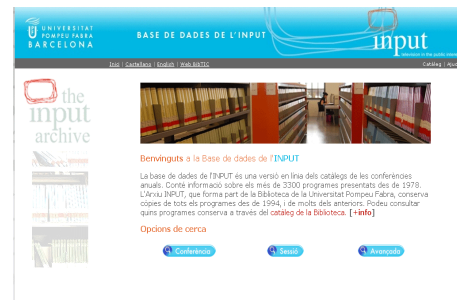 UNIVERSITAT
POMPEU FABRA
BARCELONA
BASE DE DADES DE L'INPUT
input
television in the public interest
Inici | Castellano | English | Web BIBTIC
Catàleg | Ajuda
the
input
archive
Benvinguts a la Base de dades de l'INPUT
La base de dades de l'INPUT és una versió en línia dels catàlegs de les conferències
anuals. Conté informació sobre els més de 3300 programes presentats des de 1978.
L'Arxiu INPUT, que forma part de la Biblioteca de la Universitat Pompeu Fabra, conserva
còpies de tots els programes des de 1994, i de molts dels anteriors. Podeu consultar
quins programes conserva a través del catàleg de la Biblioteca. [+info]
Opcions de cerca
Conferència
Sessió
Avançada